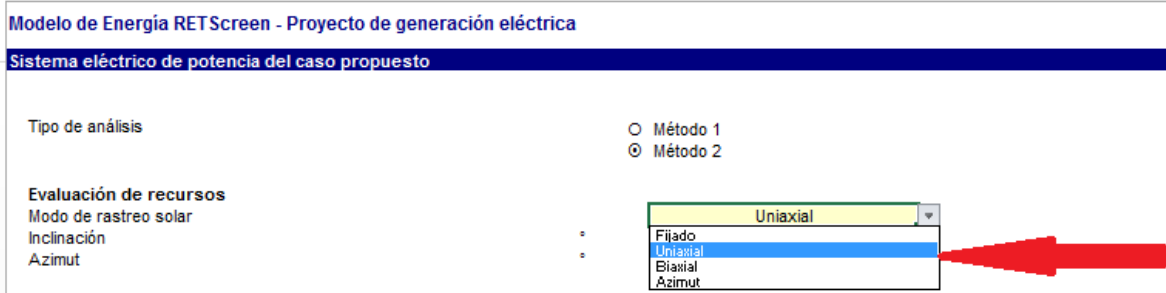 Modelo de Energía RETScreen - Proyecto de generación eléctrica
Sistema eléctrico de potencia del caso propuesto
Tipo de análisis
Método 1
Método 2
Evaluación de recursos
Modo de rastreo solar Uniaxial
Inclinación ° Fijado
Uniaxial
Azimut ° Biaxial
Azimut